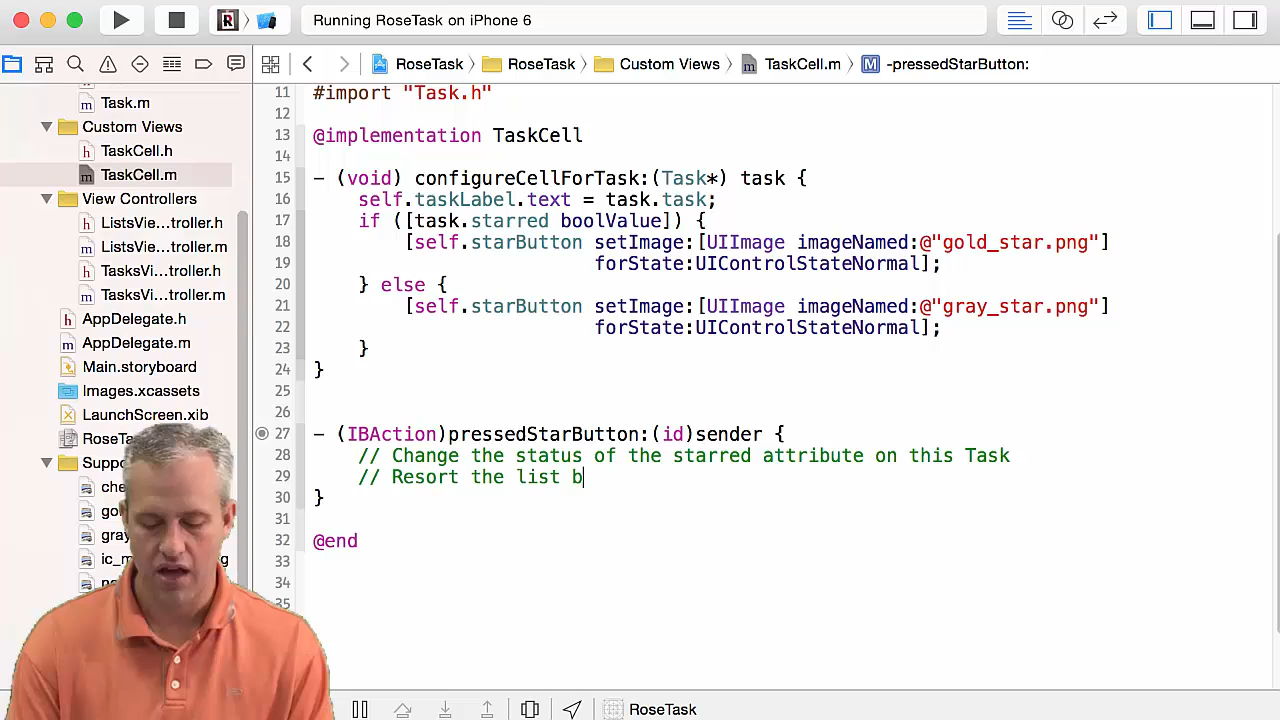 Running RoseTask on iPhone 6
RoseTask RoseTask Custom Views TaskCell.m M -pressedStarButton:
Task.m
Custom Views
h TaskCell.h
m TaskCell.m
View Controllers
h ListsVie...troller.h
m ListsVie...troller.m
h TasksVi...troller.h
m TasksVi...troller.m
h AppDelegate.h
m AppDelegate.m
Main.storyboard
Images.xcassets
LaunchScreen.xib
11 #import "Task.h"
12
13 @implementation TaskCell
14
15 - (void) configureCellForTask:(Task*) task {
16 self.taskLabel.text = task.task;
17 if ([task.starred boolValue]) {
18 [self.starButton setImage:[UIImage imageNamed:@"gold_star.png"]
19 forState:UIControlStateNormal];
20 } else {
21 [self.starButton setImage:[UIImage imageNamed:@"gray_star.png"]
22 forState:UIControlStateNormal];
23 }
24 }
25
26
27 - (IBAction)pressedStarButton:(id)sender {
28 // Change the status of the starred attribute on this Task
29 // Resort the list b
30 }
31
32 @end
33
34
35
RoseTask